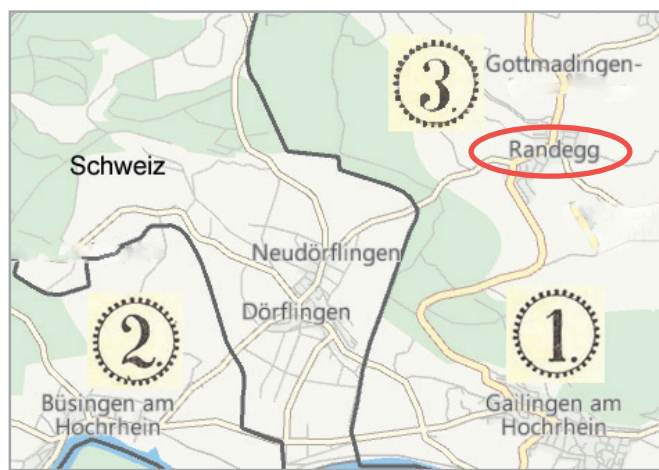 3.
Gottmadingen-
Randegg
Schweiz
Neudörflingen
Dörflingen
2.
1.
Büsingen am
Hochrhein
Gailingen am
Hochrhein